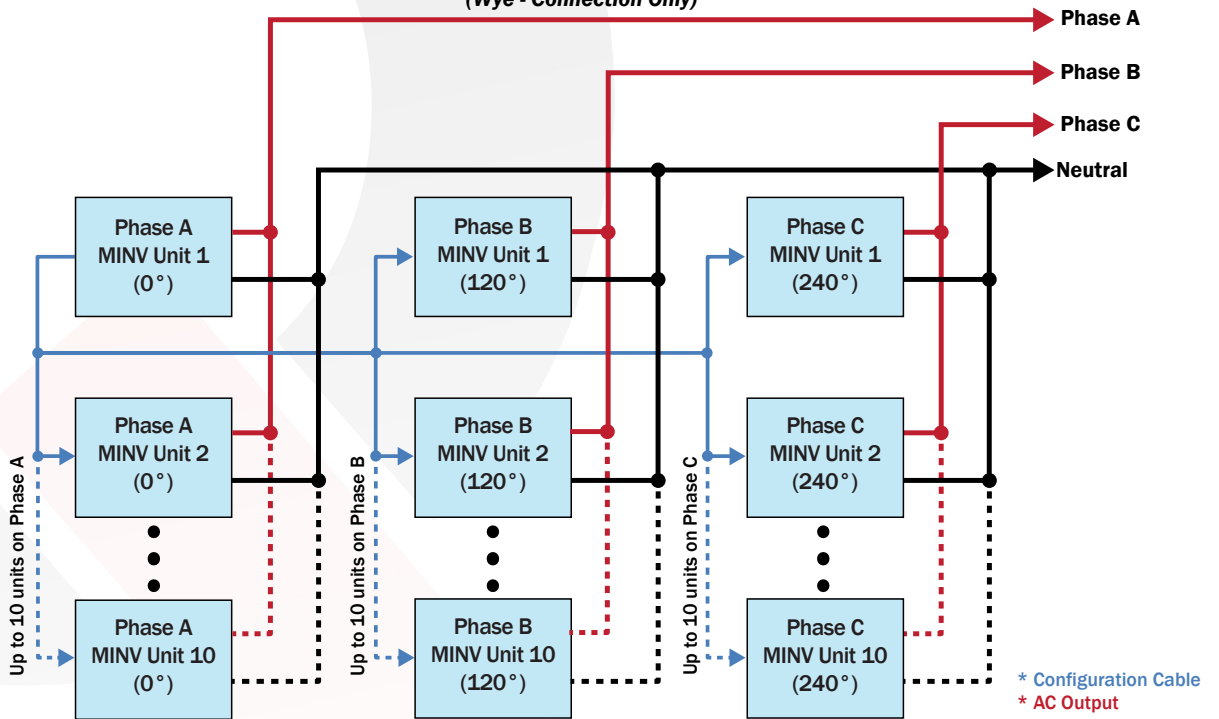 (Wye - Connection Only)
Phase A
Phase B
Phase C
Neutral
Phase A
MINV Unit 1
(0°)
Phase B
MINV Unit 1
(120°)
Phase C
MINV Unit 1
(240°)
Phase A
MINV Unit 2
(0°)
Phase B
MINV Unit 2
(120°)
Phase C
MINV Unit 2
(240°)
Up to 10 units on Phase A
Up to 10 units on Phase B
Up to 10 units on Phase C
Phase A
MINV Unit 10
(0°)
Phase B
MINV Unit 10
(120°)
Phase C
MINV Unit 10
(240°)
* Configuration Cable
* AC Output